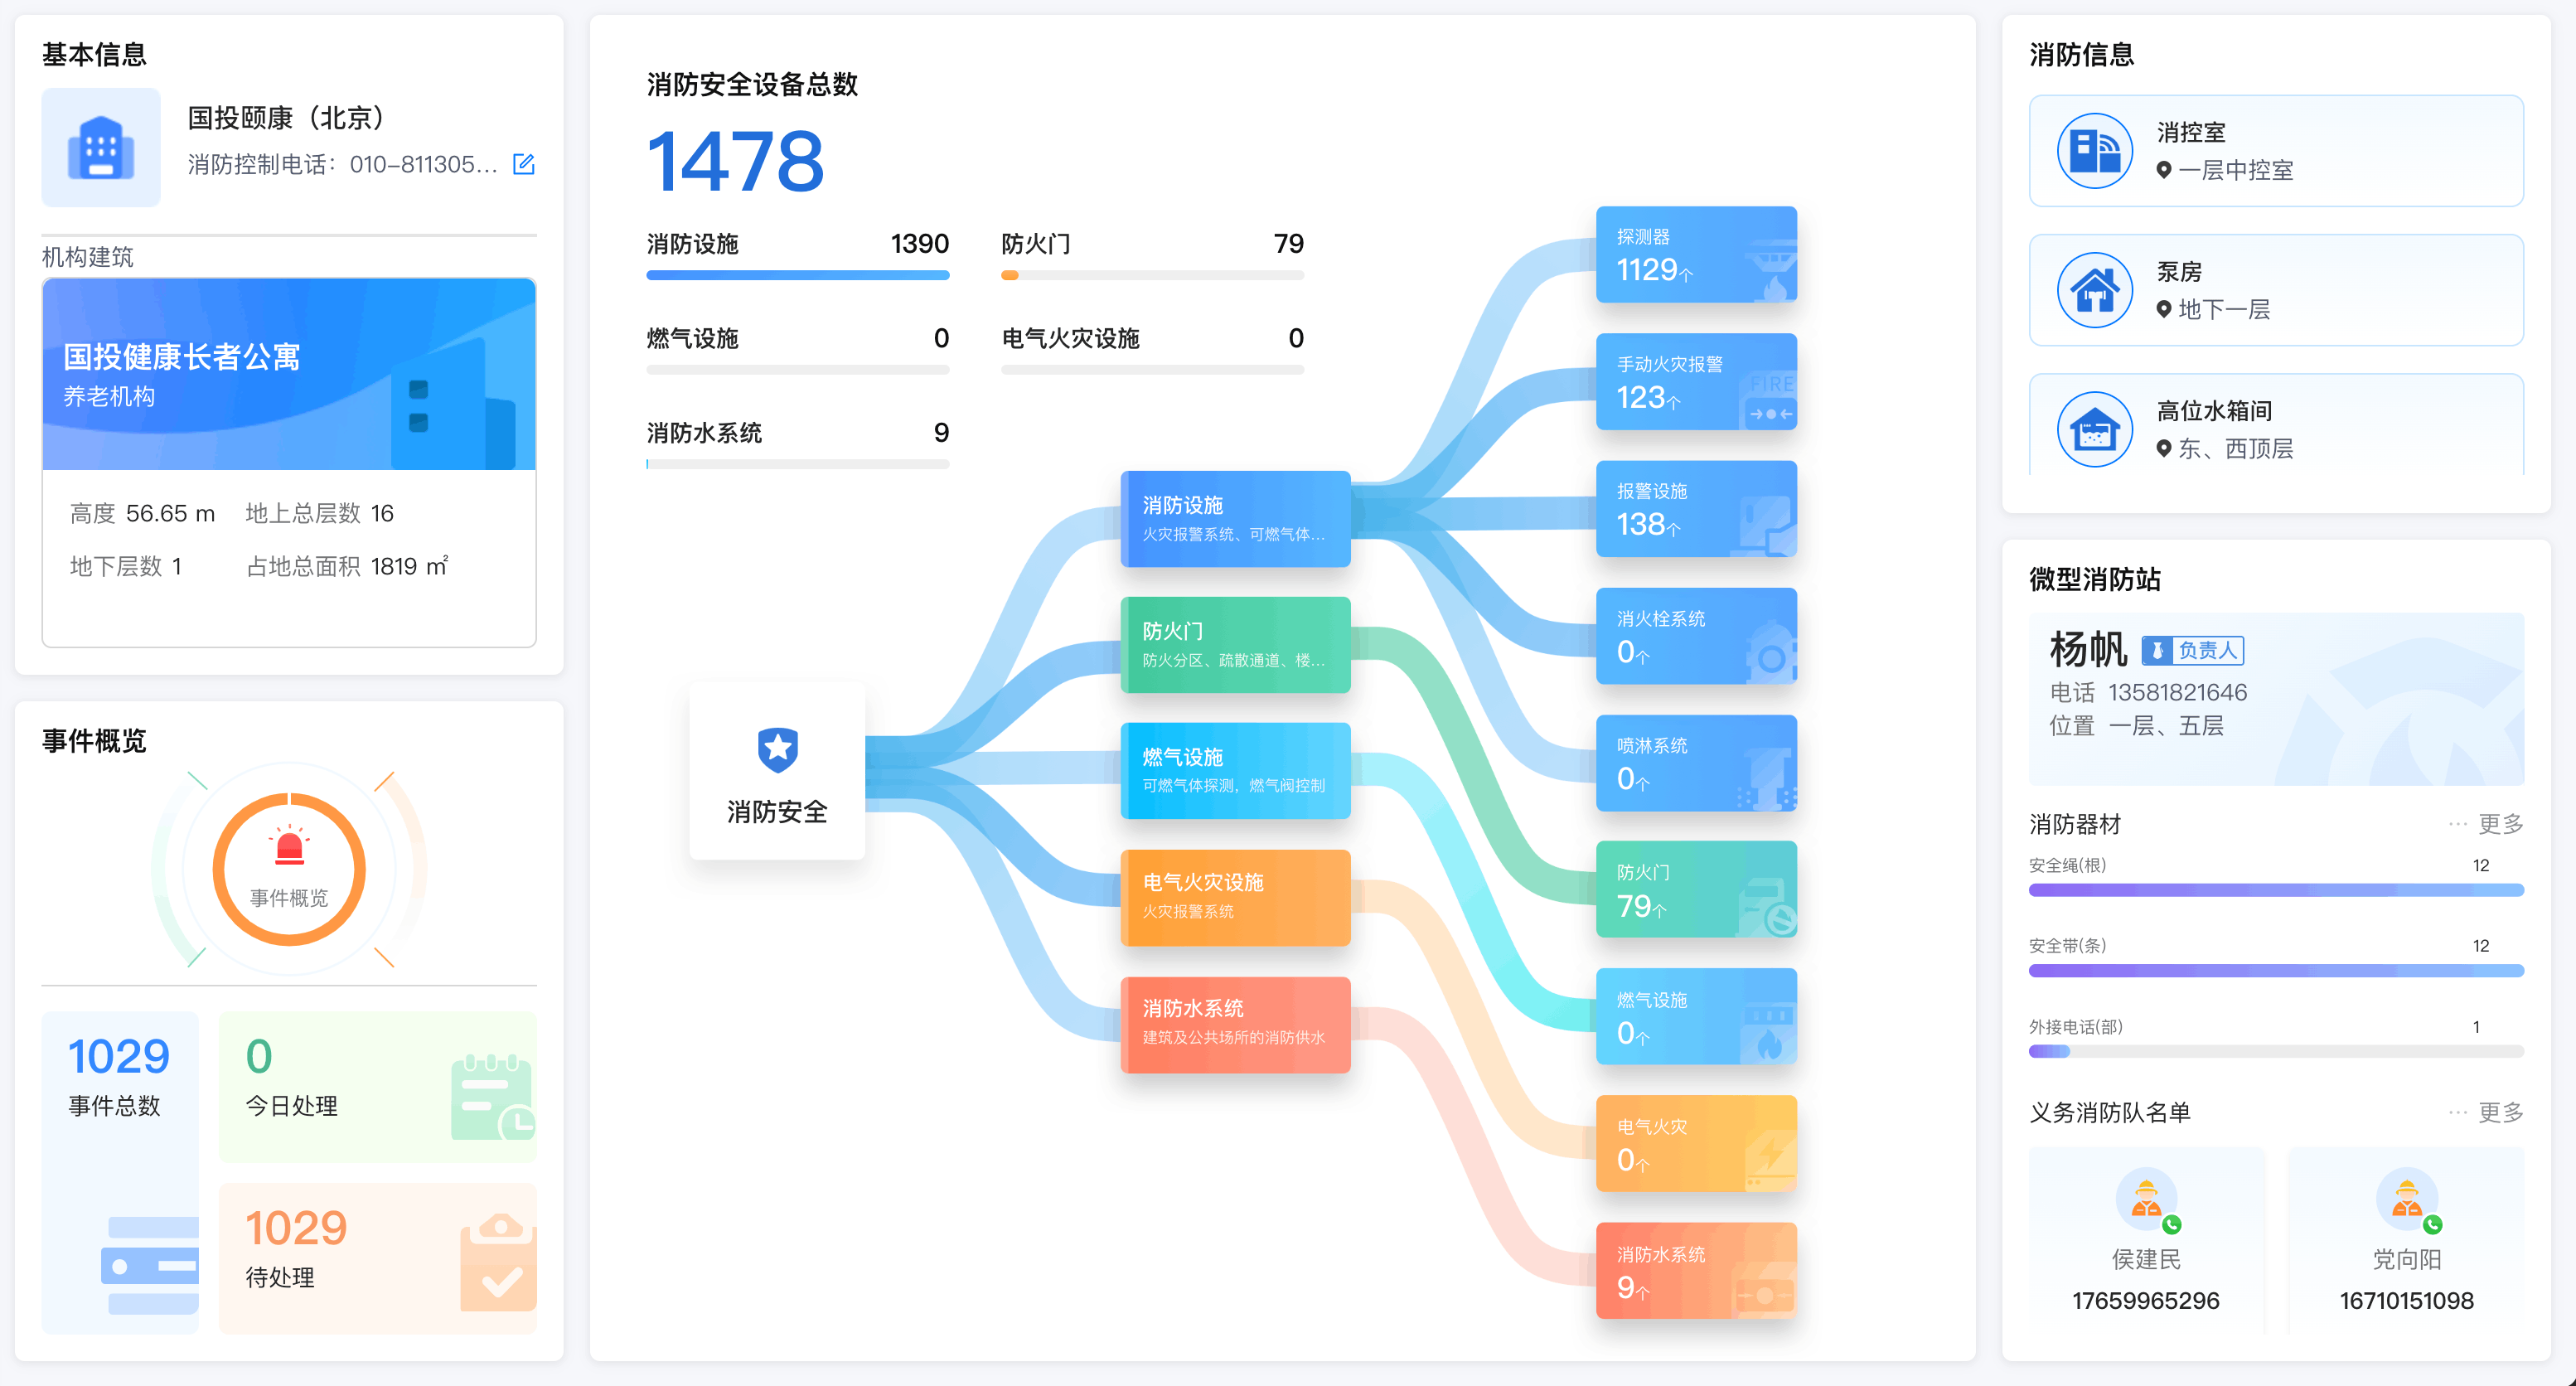 基本信息
国投颐康（北京）
消防控制电话：010-811305...
机构建筑
国投健康长者公寓
养老机构
高度 56.65 m 地上总层数 16
地下层数 1 占地总面积 1819 ㎡
事件概览
事件概览
1029
事件总数
0
今日处理
1029
待处理
消防安全设备总数
1478
消防设施 1390
防火门 79
燃气设施 0
电气火灾设施 0
消防水系统 9
消防安全
消防设施
火灾报警系统、可燃气体...
防火门
防火分区、疏散通道、楼...
燃气设施
可燃气体探测，燃气阀控制
电气火灾设施
火灾报警系统
消防水系统
建筑及公共场所的消防供水
探测器
1129个
手动火灾报警
123个
FIRE
报警设施
138个
消火栓系统
0个
喷淋系统
0个
防火门
79个
燃气设施
0个
电气火灾
0个
消防水系统
9个
消防信息
消控室
一层中控室
泵房
地下一层
高位水箱间
东、西顶层
微型消防站
杨帆 负责人
电话 13581821646
位置 一层、五层
消防器材 ··· 更多
安全绳(根) 12
安全带(条) 12
外接电话(部) 1
义务消防队名单 ··· 更多
侯建民
17659965296
党向阳
16710151098